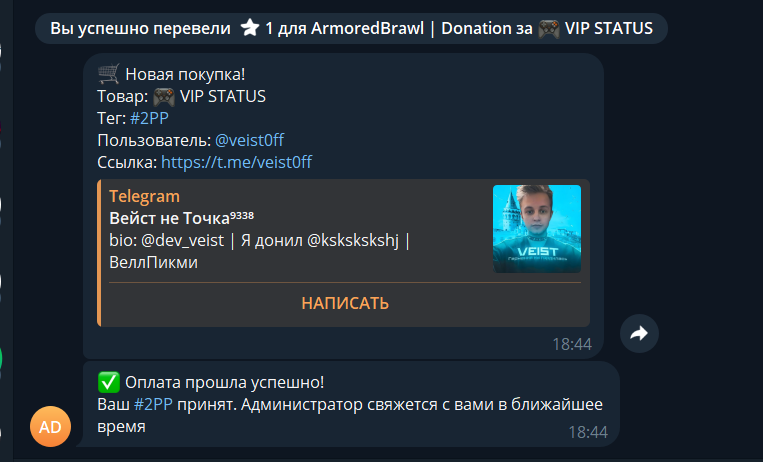 Вы успешно перевели ⭐ 1 для ArmoredBrawl | Donation за 🎮 VIP STATUS
🛒 Новая покупка!
Товар: 🎮 VIP STATUS
Тег: #2PP
Пользователь: @veist0ff
Ссылка: https://t.me/veist0ff
Telegram
Вейст не Точка⁹³³⁸
bio: @dev_veist | Я донил @kskskskshj |
ВеллПикми
VEIST
НАПИСАТЬ
18:44
✅ Оплата прошла успешно!
Ваш #2PP принят. Администратор свяжется с вами в ближайшее
время
AD
18:44